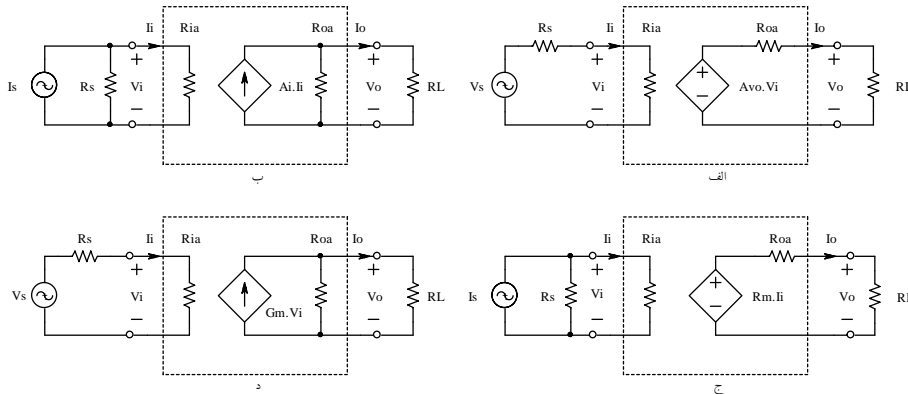 Ii Ria Roa Io
Is Rs + Vi − Ai.Ii + Vo − RL
ب
Rs Ii Ria Roa Io
Vs + Vi − + − Avo.Vi + Vo −
الف
Rs Ii Ria Roa Io
Vs + Vi − Gm.Vi + Vo − RL
د
Ii Ria Roa Io
Is Rs + Vi − + − Rm.Ii + Vo −
ج